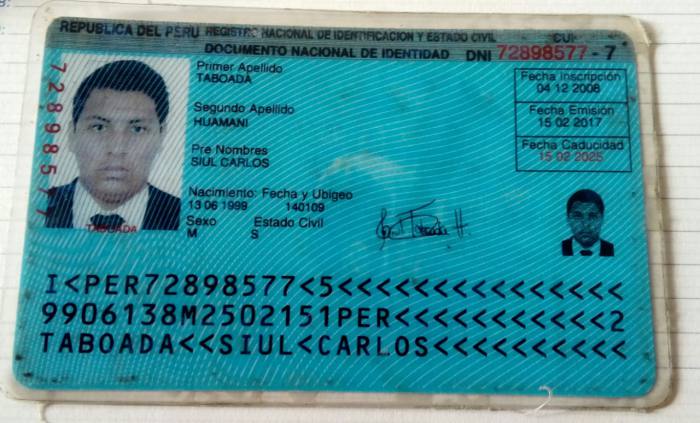 REPUBLICA DEL PERU REGISTRO NACIONAL DE IDENTIFICACION Y ESTADO CIVIL CUI
DOCUMENTO NACIONAL DE IDENTIDAD DNI 72898577 - 7
72898577
Primer Apellido
TABOADA
Segundo Apellido
HUAMANI
Pre Nombres
SIUL CARLOS
Nacimiento: Fecha y Ubigeo
13 06 1999 140109
Sexo Estado Civil
M S
Fecha Inscripción
04 12 2008
Fecha Emisión
15 02 2017
Fecha Caducidad
15 02 2025
TABOADA
I<PER72898577<5<<<<<<<<<<<<<<<
9906138M2502151PER<<<<<<<<<<<2
TABOADA<<SIUL<CARLOS<<<<<<<<<<